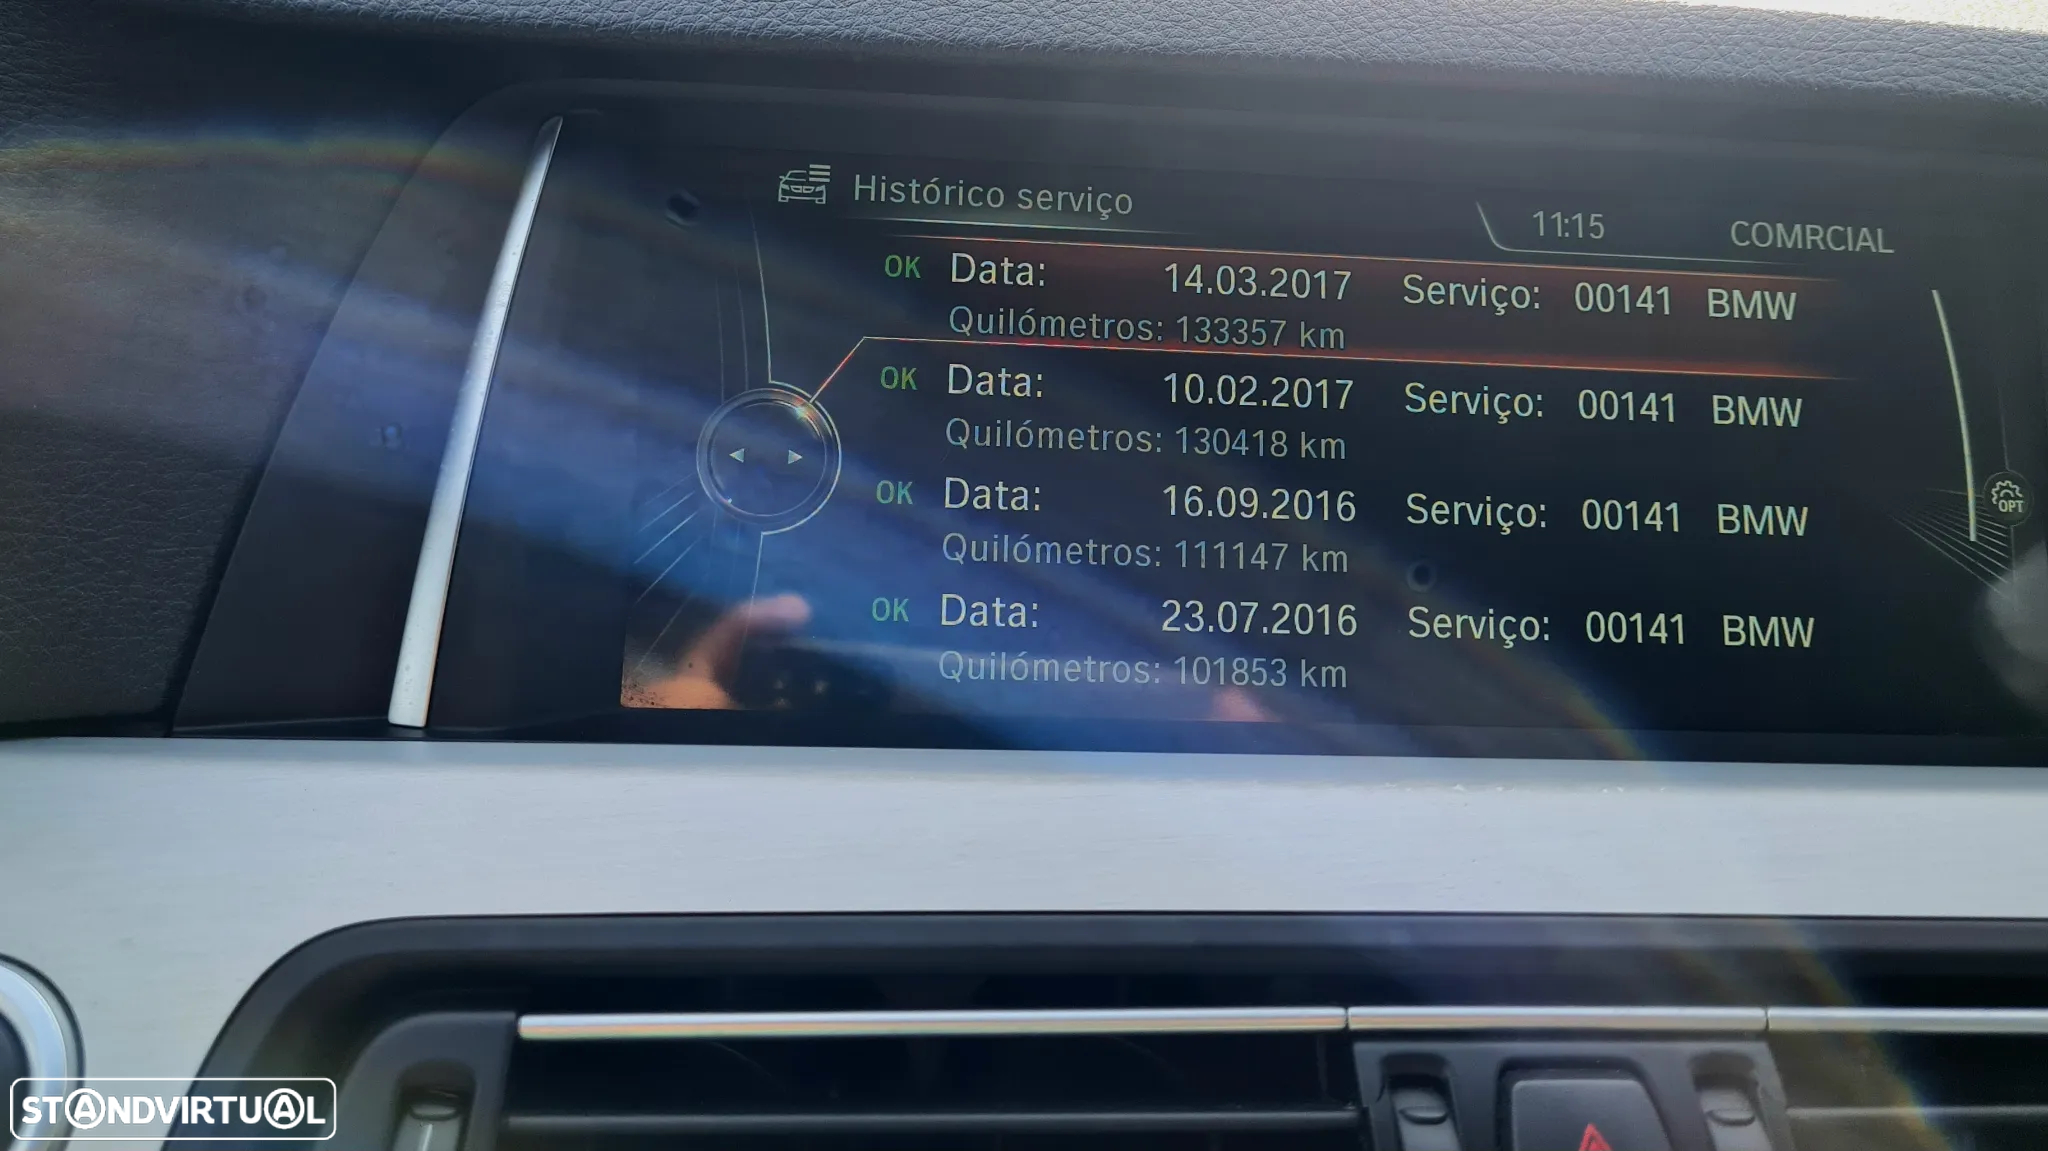 Histórico serviço
11:15 COMRCIAL
OK Data: 14.03.2017 Serviço: 00141 BMW
Quilómetros: 133357 km
OK Data: 10.02.2017 Serviço: 00141 BMW
Quilómetros: 130418 km
OK Data: 16.09.2016 Serviço: 00141 BMW
Quilómetros: 111147 km
OPT
OK Data: 23.07.2016 Serviço: 00141 BMW
Quilómetros: 101853 km
STANDVIRTUAL